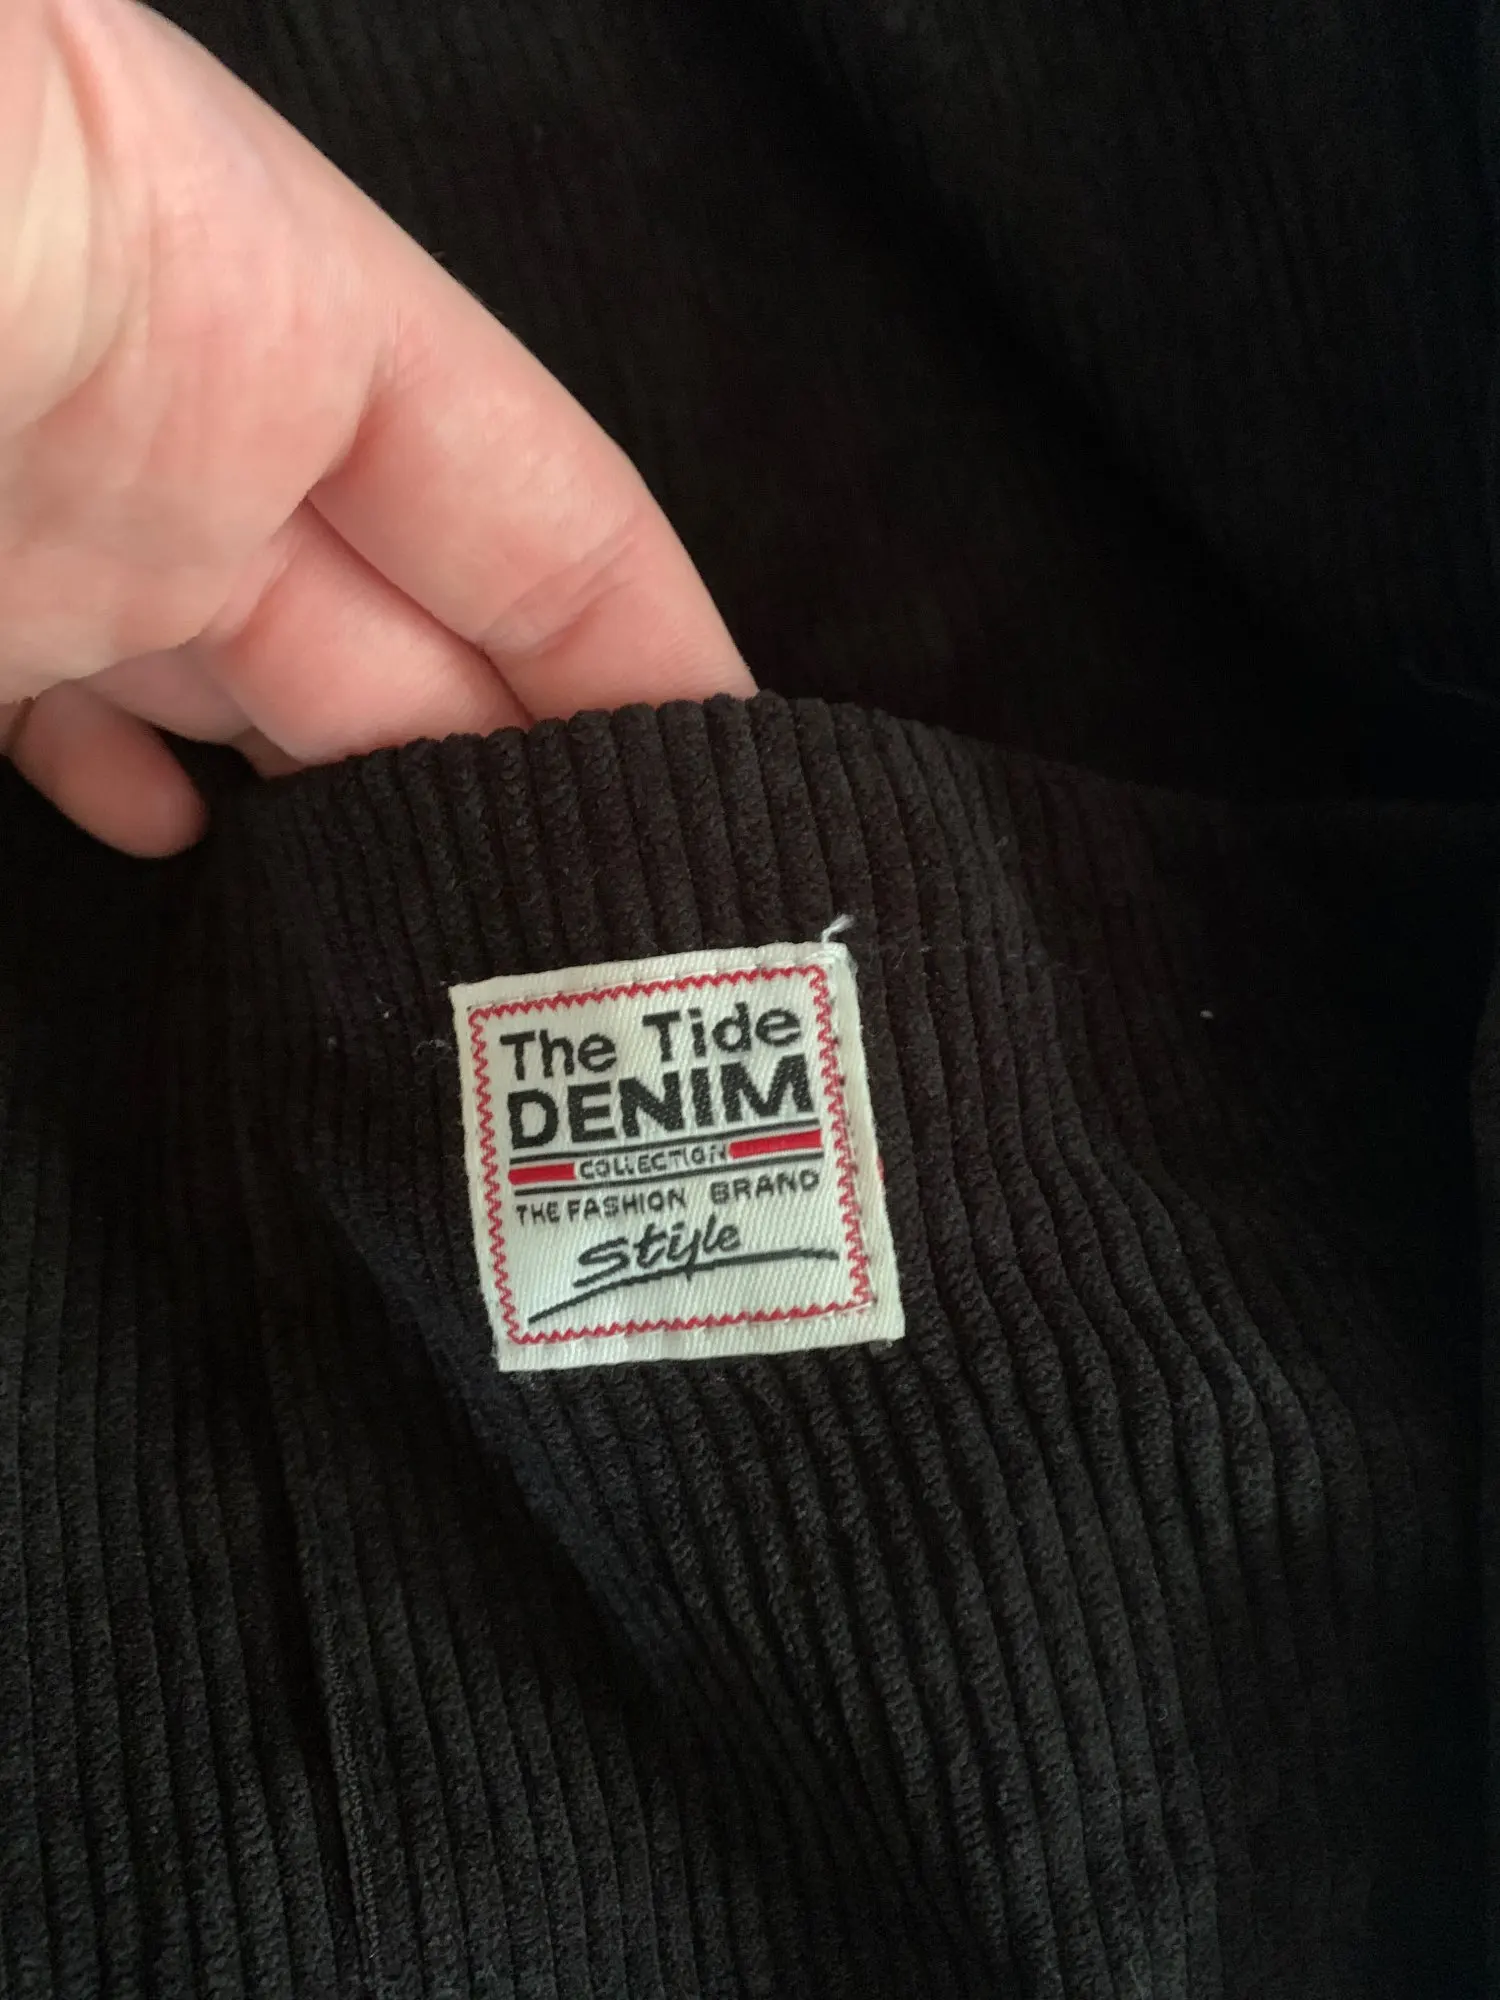 The Tide
DENIM
COLLECTION
THE FASHION BRAND
Style